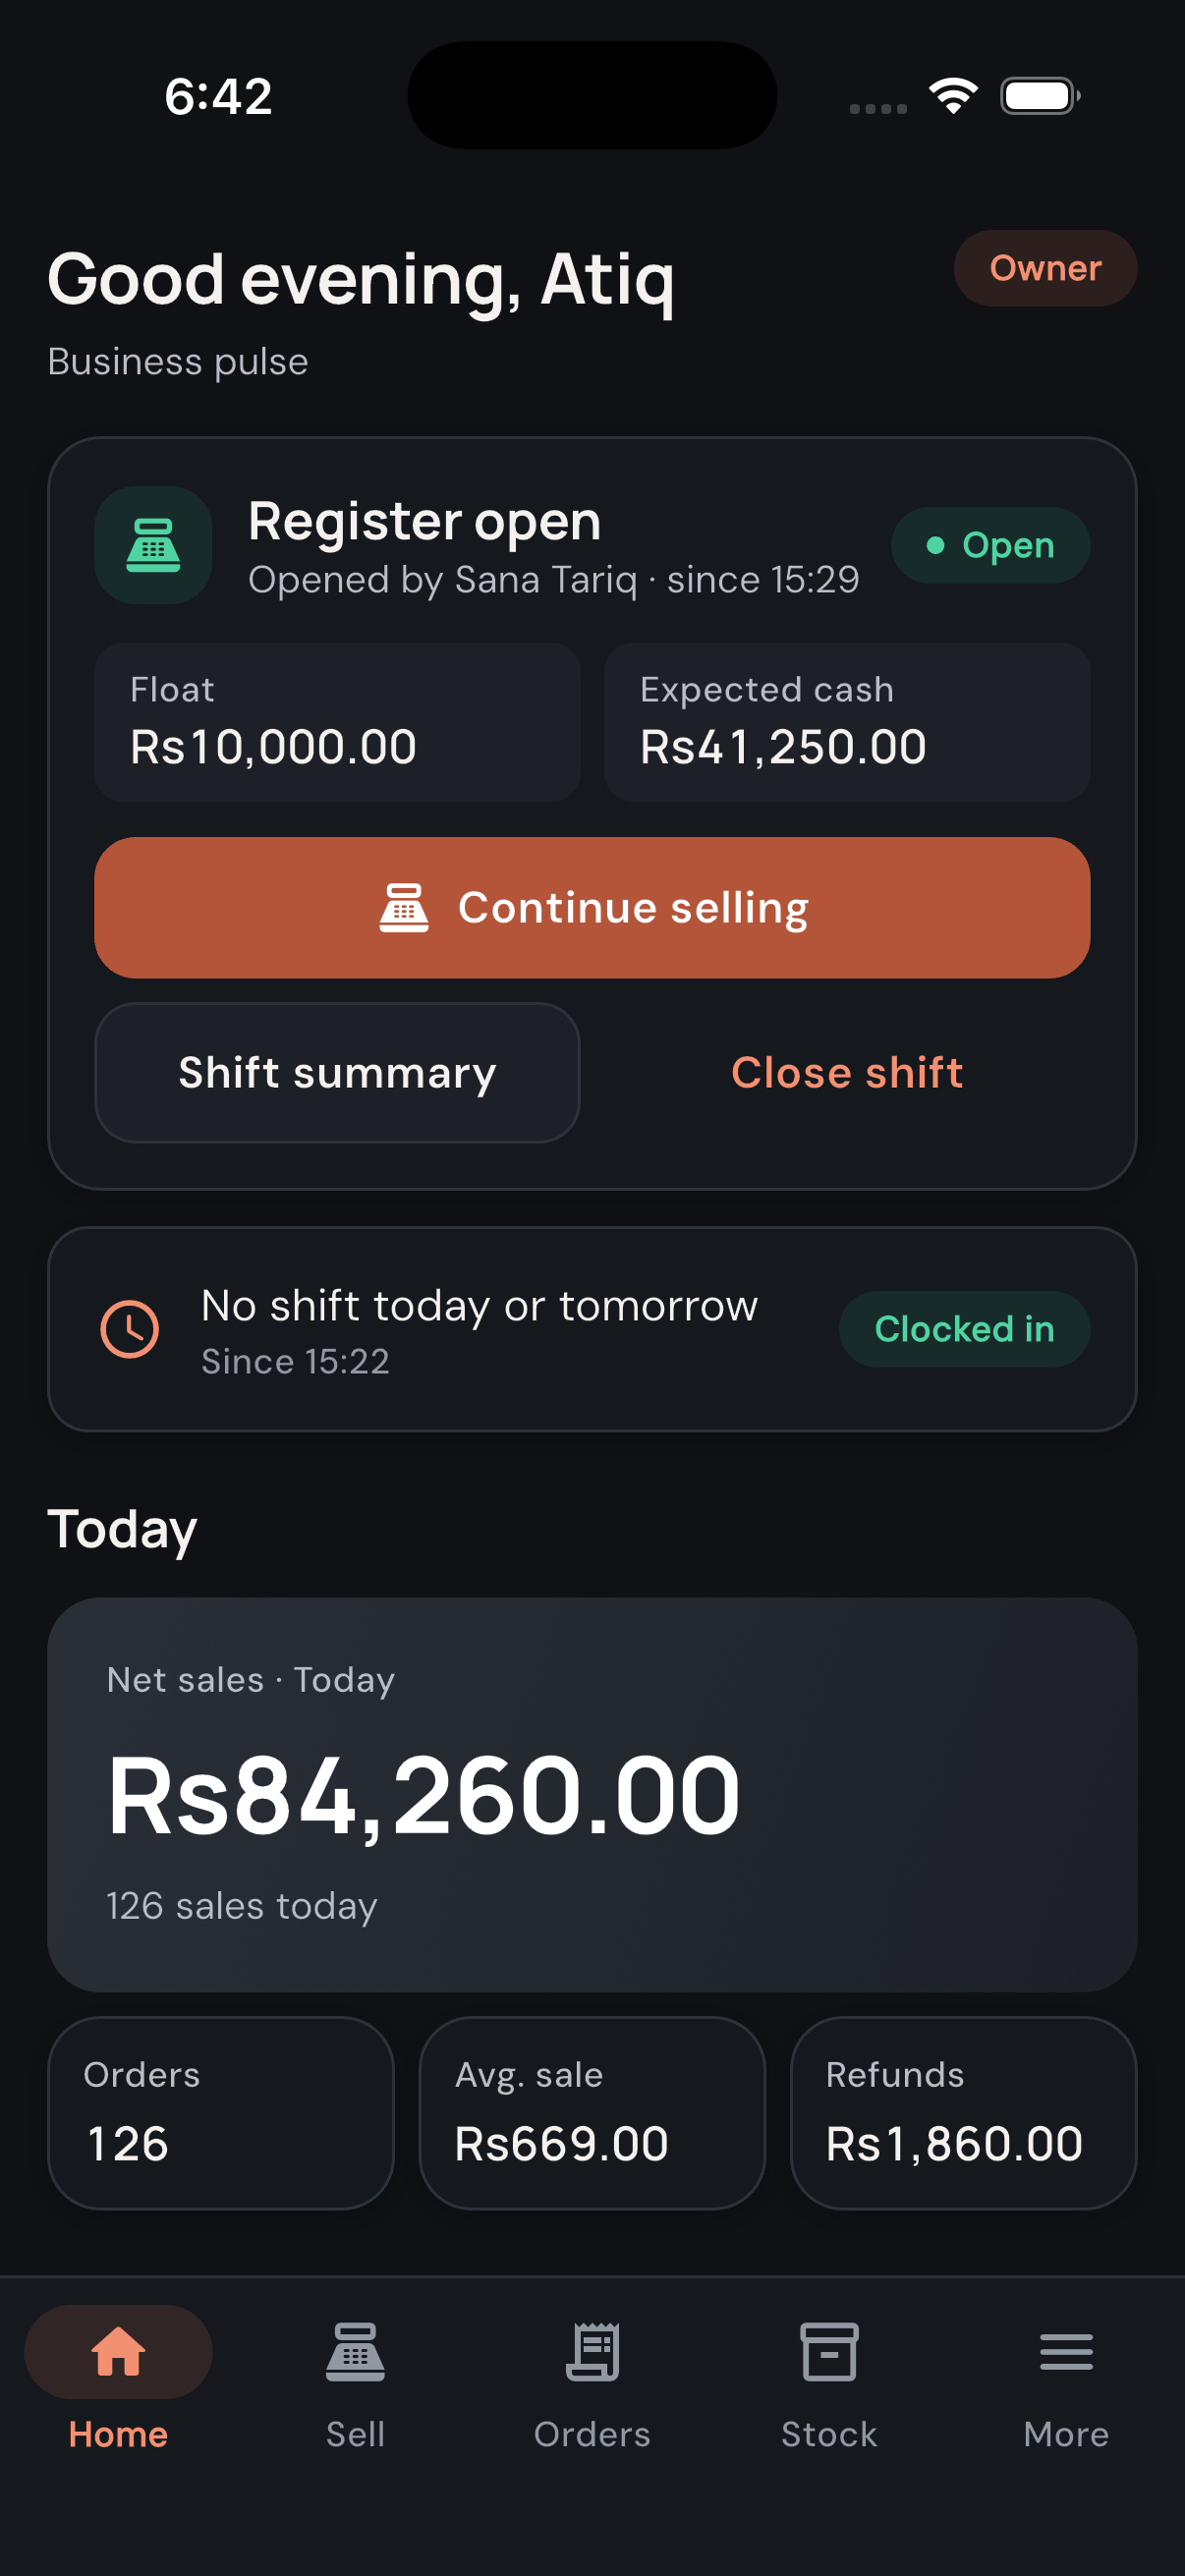 6:42
Good evening, Atiq
Owner
Business pulse
Register open
Opened by Sana Tariq · since 15:29
Open
Float
Rs10,000.00
Expected cash
Rs41,250.00
Continue selling
Shift summary
Close shift
No shift today or tomorrow
Since 15:22
Clocked in
Today
Net sales · Today
Rs84,260.00
126 sales today
Orders
126
Avg. sale
Rs669.00
Refunds
Rs1,860.00
Home
Sell
Orders
Stock
More